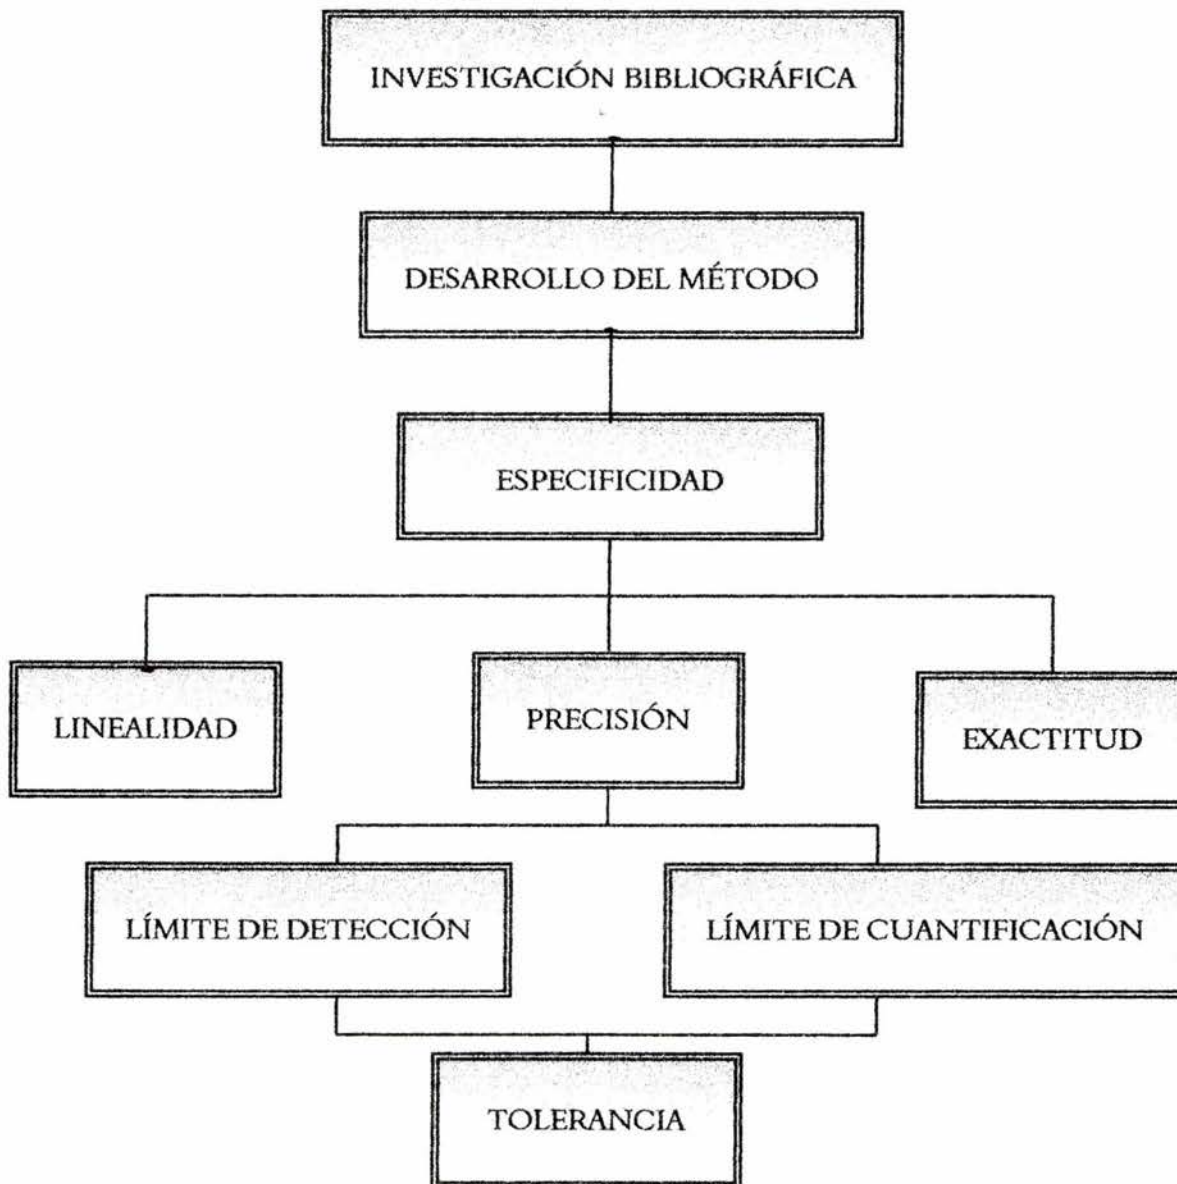 INVESTIGACIÓN BIBLIOGRÁFICA
DESARROLLO DEL MÉTODO
ESPECIFICIDAD
LINEALIDAD
PRECISIÓN
EXACTITUD
LÍMITE DE DETECCIÓN
LÍMITE DE CUANTIFICACIÓN
TOLERANCIA